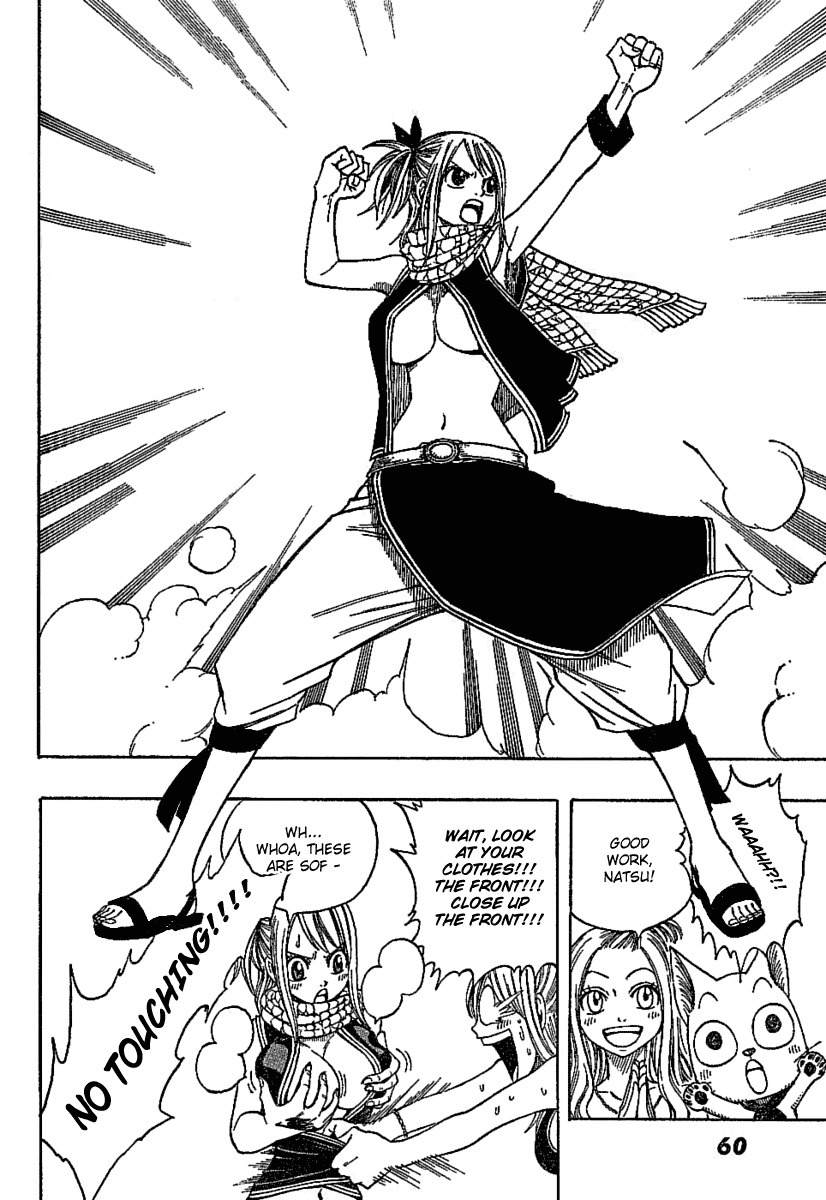 WAAAHH?!!
GOOD
WORK,
NATSU!
WAIT, LOOK
AT YOUR
CLOTHES!!!
THE FRONT!!!
CLOSE UP
THE FRONT!!!
WH...
WHOA, THESE
ARE SOF -
NO TOUCHING!!!!
60